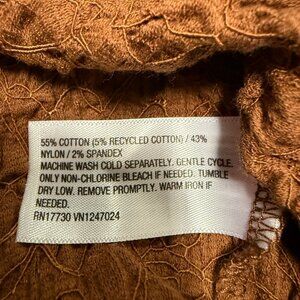 55% COTTON (5% RECYCLED COTTON) / 43%
NYLON / 2% SPANDEX
MACHINE WASH COLD SEPARATELY. GENTLE CYCLE.
ONLY NON-CHLORINE BLEACH IF NEEDED. TUMBLE
DRY LOW. REMOVE PROMPTLY. WARM IRON IF
NEEDED.
RN17730 VN1247024